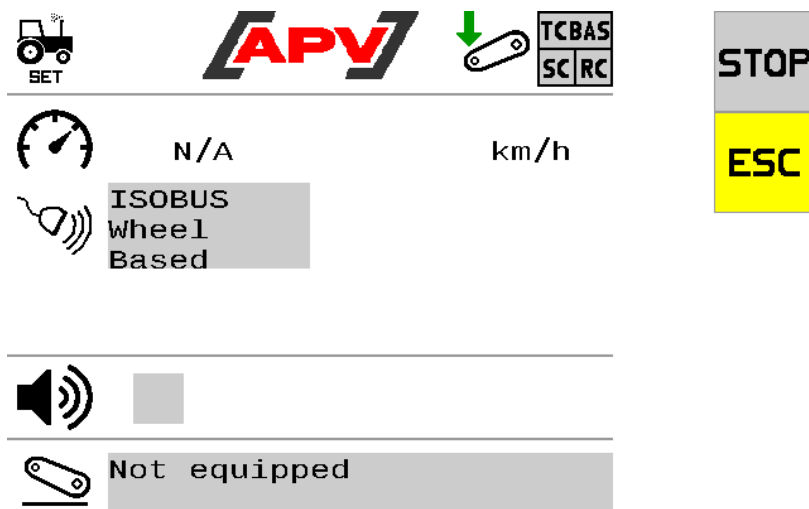 SET
APV
TCBAS
SC RC
STOP
N/A km/h
ESC
ISOBUS
Wheel
Based
Not equipped